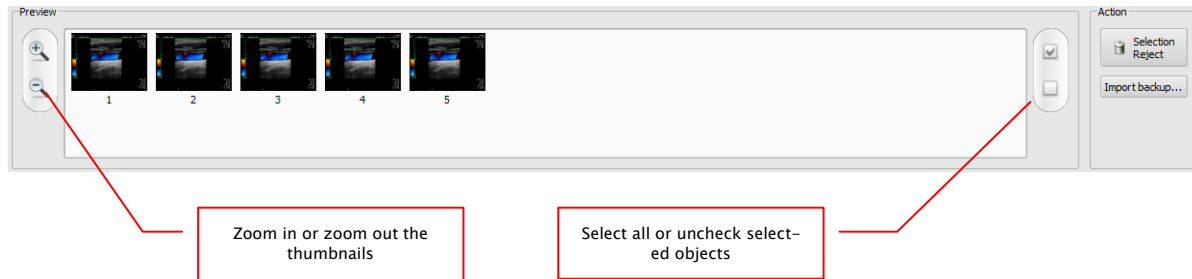 Preview
Action
1
2
3
4
5
Selection
Reject
Import backup...
Zoom in or zoom out the
thumbnails
Select all or uncheck select-
ed objects